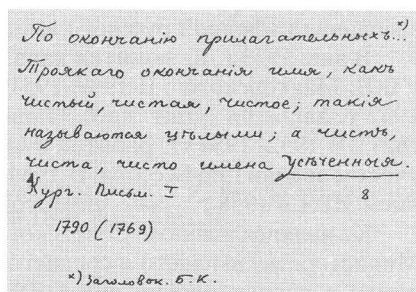 По окончанію прилагательныхъ...*)
Троякаго окончанія имя, какъ
чистый, чистая, чистое; такія
называются цѣлыми; а чистъ,
чиста, чисто имена усѣченныя.
Кург. Письм. I 8
1790 (1769)
*) Заголовок. Б.К.